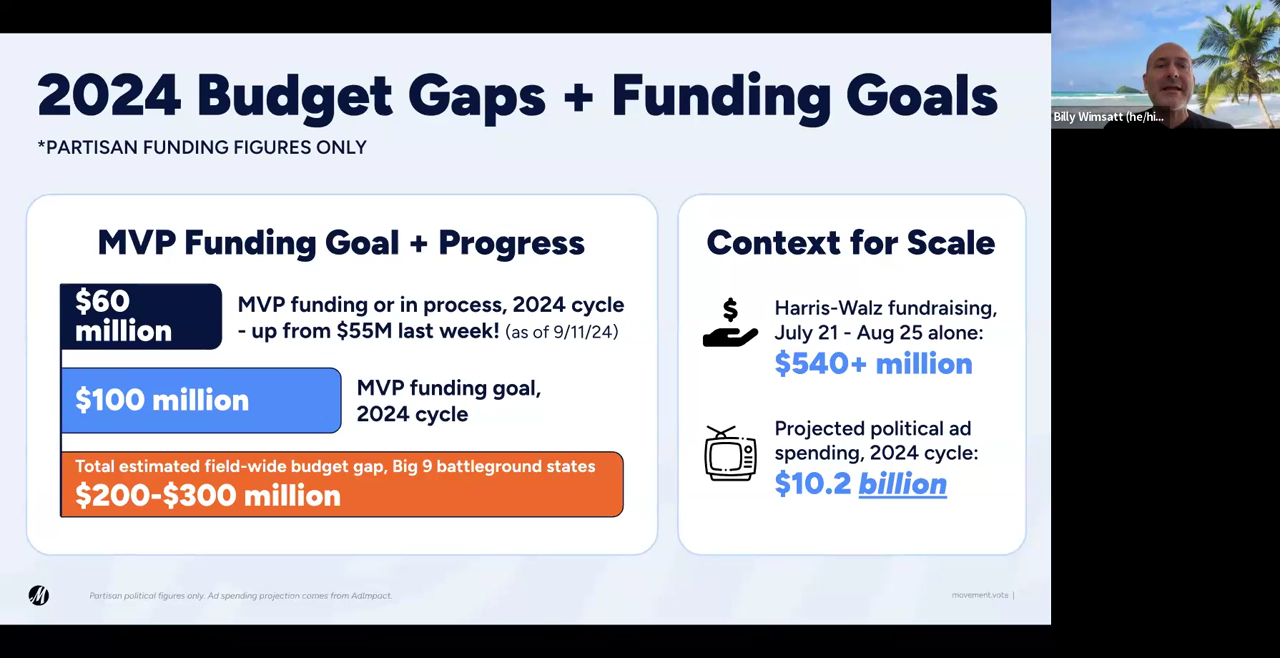 2024 Budget Gaps + Funding Goals
*PARTISAN FUNDING FIGURES ONLY
MVP Funding Goal + Progress
$60
million
MVP funding or in process, 2024 cycle
- up from $55M last week! (as of 9/11/24)
$100 million
MVP funding goal,
2024 cycle
Total estimated field-wide budget gap, Big 9 battleground states
$200-$300 million
Context for Scale
$
Harris-Walz fundraising,
July 21 - Aug 25 alone:
$540+ million
Projected political ad
spending, 2024 cycle:
$10.2 billion
M
Partisan political figures only. Ad spending projection comes from AdImpact.
movement.vote |
Billy Wimsatt (he/hi...